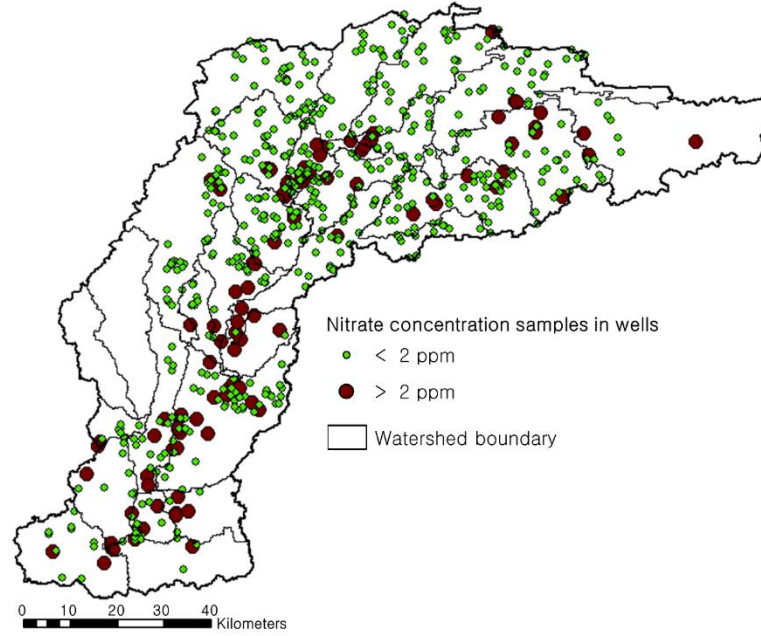 Nitrate concentration samples in wells
< 2 ppm
> 2 ppm
Watershed boundary
0 10 20 30 40
Kilometers